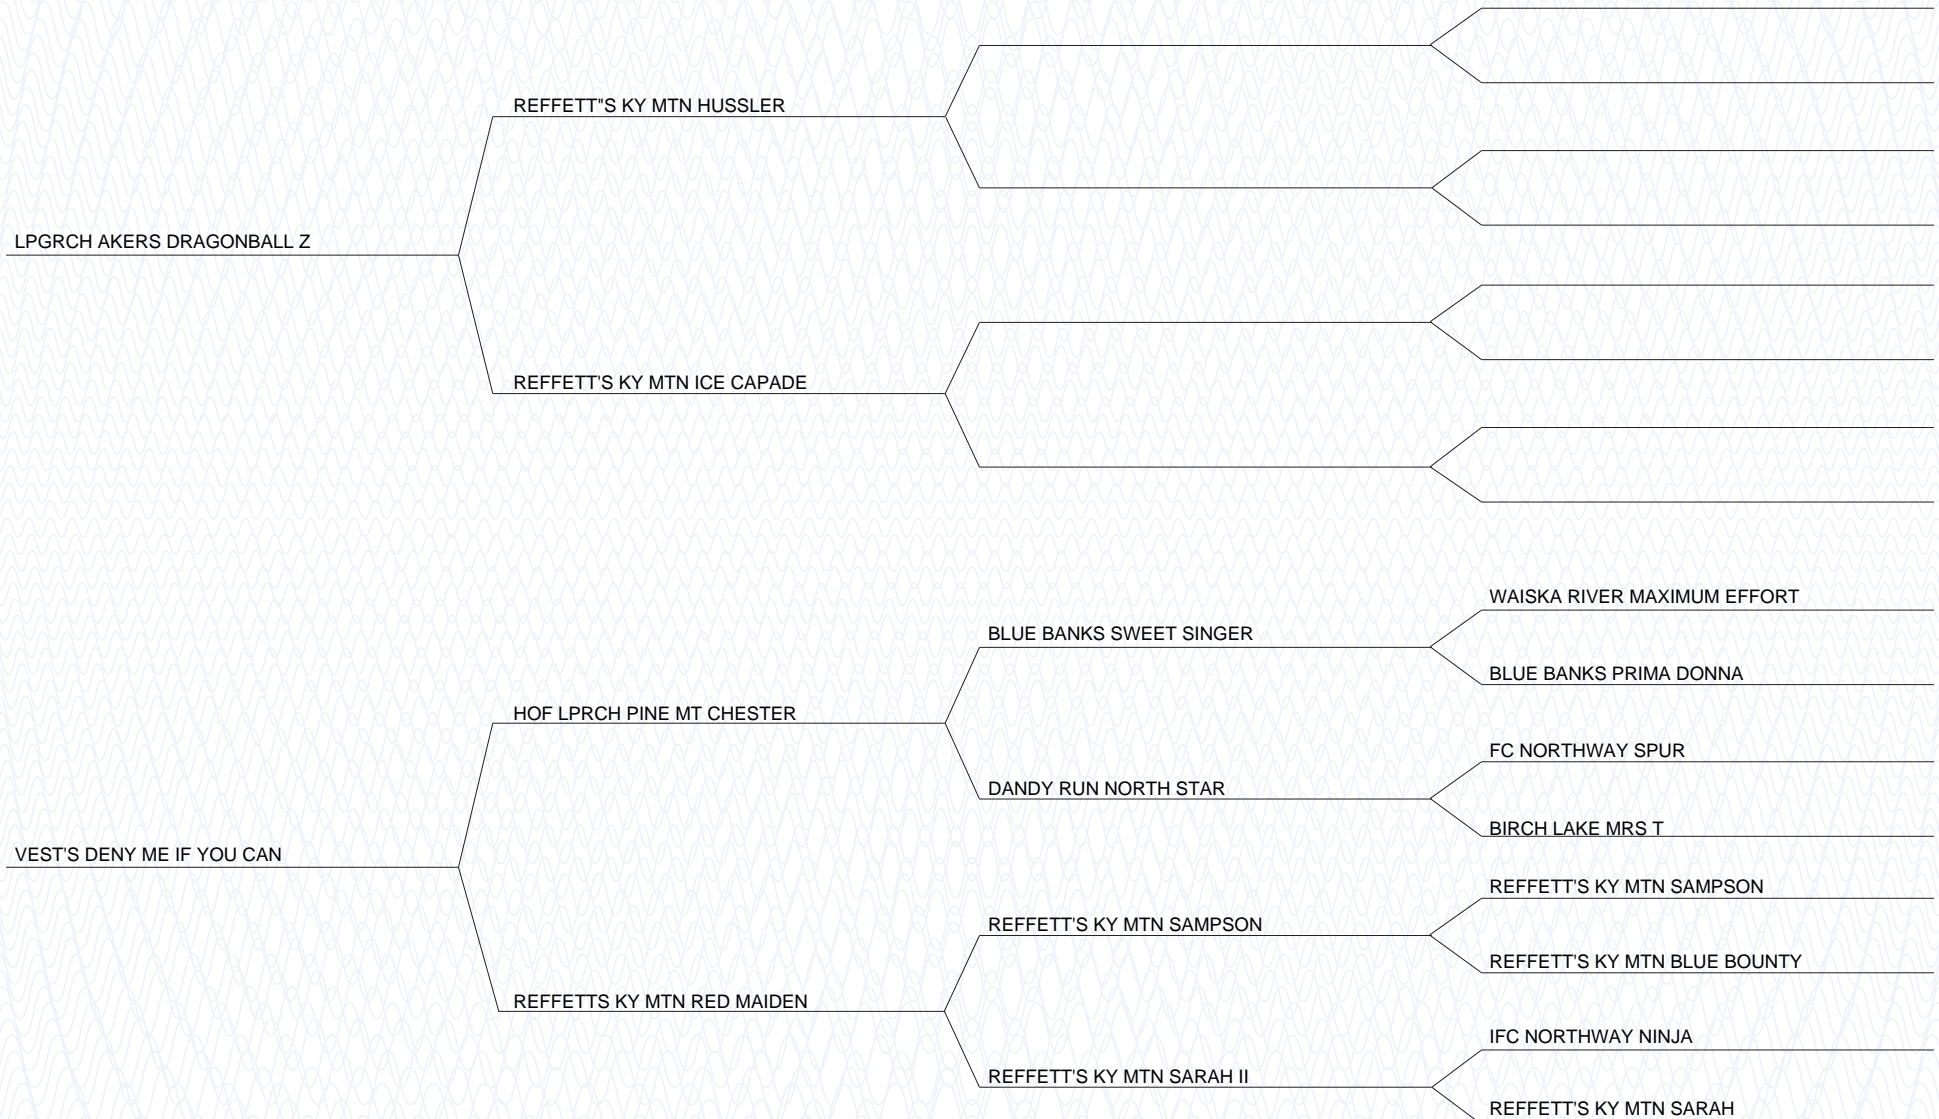 REFFETT"S KY MTN HUSSLER
LPGRCH AKERS DRAGONBALL Z
REFFETT'S KY MTN ICE CAPADE
WAISKA RIVER MAXIMUM EFFORT
BLUE BANKS SWEET SINGER
BLUE BANKS PRIMA DONNA
HOF LPRCH PINE MT CHESTER
FC NORTHWAY SPUR
DANDY RUN NORTH STAR
BIRCH LAKE MRS T
VEST'S DENY ME IF YOU CAN
REFFETT'S KY MTN SAMPSON
REFFETT'S KY MTN SAMPSON
REFFETT'S KY MTN BLUE BOUNTY
REFFETTS KY MTN RED MAIDEN
IFC NORTHWAY NINJA
REFFETT'S KY MTN SARAH II
REFFETT'S KY MTN SARAH